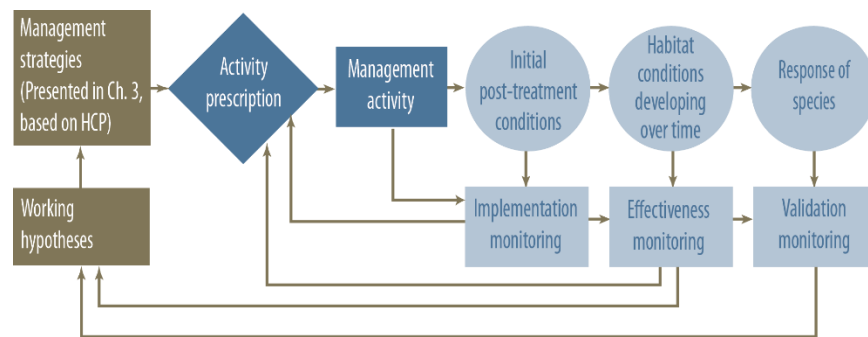 Management
strategies
(Presented in Ch. 3,
based on HCP)
Activity
prescription
Management
activity
Initial
post-treatment
conditions
Habitat
conditions
developing
over time
Response of
species
Working
hypotheses
Implementation
monitoring
Effectiveness
monitoring
Validation
monitoring